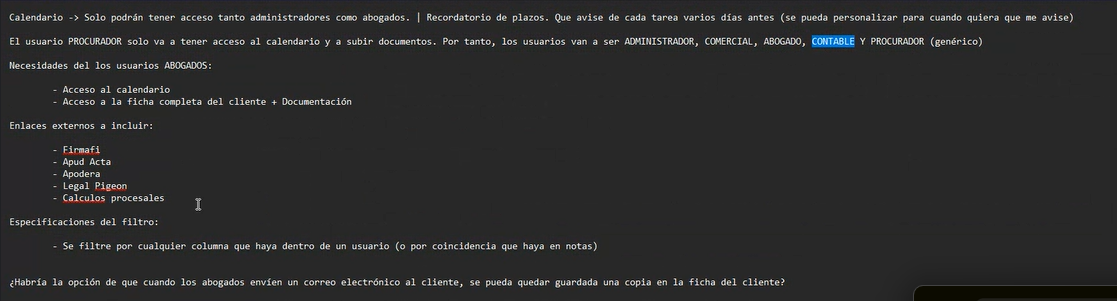 Calendario -> Solo podrán tener acceso tanto administradores como abogados. | Recordatorio de plazos. Que avise de cada tarea varios días antes (se pueda personalizar para cuando quiera que me avise)
El usuario PROCURADOR solo va a tener acceso al calendario y a subir documentos. Por tanto, los usuarios van a ser ADMINISTRADOR, COMERCIAL, ABOGADO, CONTABLE Y PROCURADOR (genérico)
Necesidades del los usuarios ABOGADOS:
- Acceso al calendario
- Acceso a la ficha completa del cliente + Documentación
Enlaces externos a incluir:
- Firmafi
- Apud Acta
- Apodera
- Legal Pigeon
- Calculos procesales
Especificaciones del filtro:
- Se filtre por cualquier columna que haya dentro de un usuario (o por coincidencia que haya en notas)
¿Habría la opción de que cuando los abogados envíen un correo electrónico al cliente, se pueda quedar guardada una copia en la ficha del cliente?